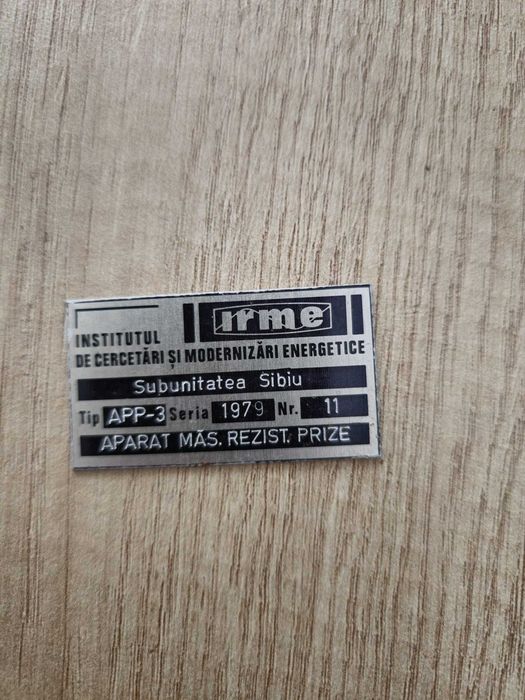 irme
INSTITUTUL
DE CERCETĂRI ȘI MODERNIZĂRI ENERGETICE
Subunitatea Sibiu
Tip APP-3 Seria 1979 Nr. 11
APARAT MĂS. REZIST. PRIZE